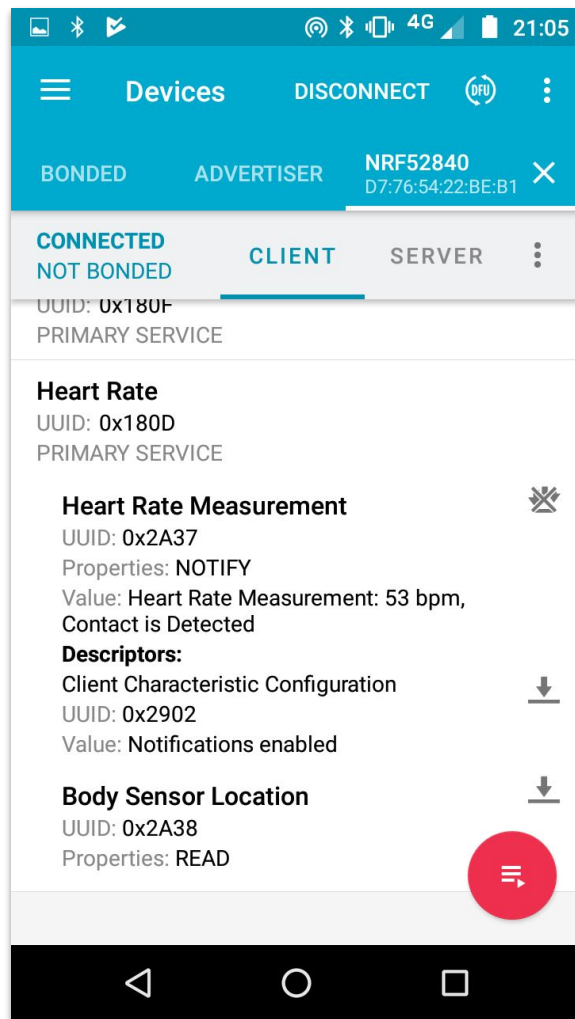 4G 21:05
Devices DISCONNECT DFU
BONDED ADVERTISER NRF52840
D7:76:54:22:BE:B1
CONNECTED
NOT BONDED CLIENT SERVER
UUID: 0x180F
PRIMARY SERVICE
Heart Rate
UUID: 0x180D
PRIMARY SERVICE
Heart Rate Measurement
UUID: 0x2A37
Properties: NOTIFY
Value: Heart Rate Measurement: 53 bpm,
Contact is Detected
Descriptors:
Client Characteristic Configuration
UUID: 0x2902
Value: Notifications enabled
Body Sensor Location
UUID: 0x2A38
Properties: READ